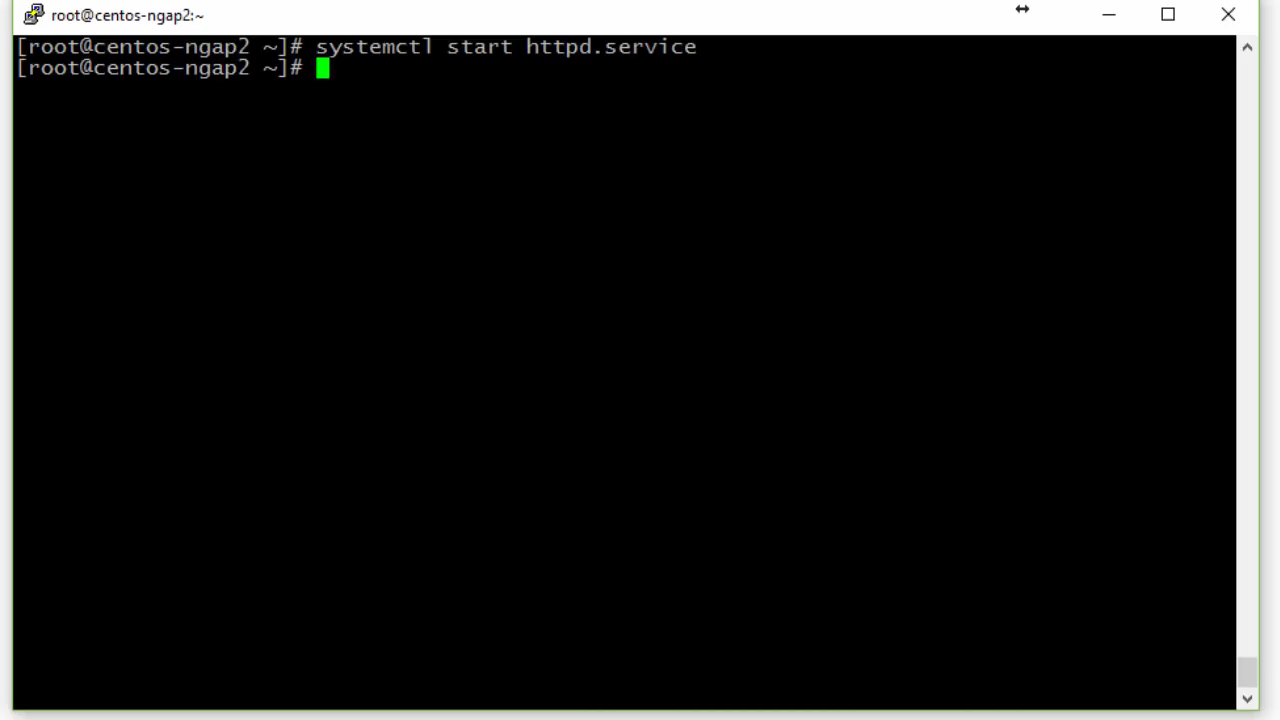 root@centos-ngap2:~
[root@centos-ngap2 ~]# systemctl start httpd.service
[root@centos-ngap2 ~]#